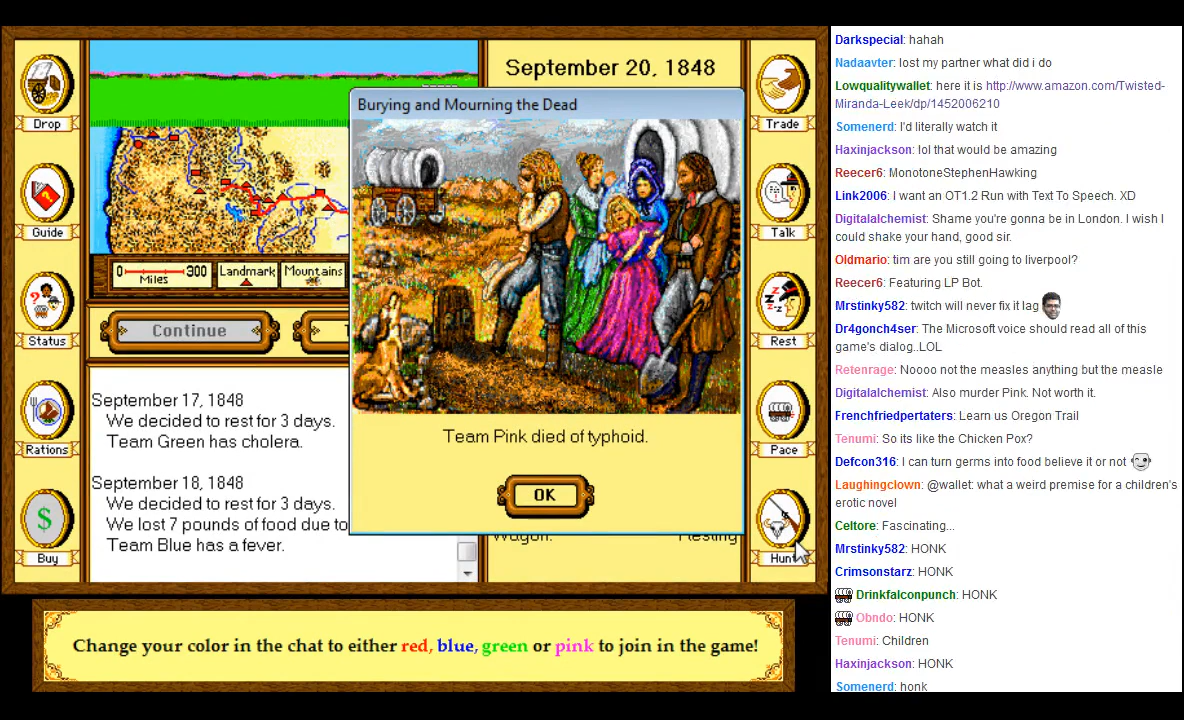 Drop
Guide
Status
Rations
$
Buy
0 300
Miles
Landmark
Mountains
Continue
September 17, 1848
We decided to rest for 3 days.
Team Green has cholera.
September 18, 1848
We decided to rest for 3 days.
We lost 7 pounds of food due to
Team Blue has a fever.
September 20, 1848
Burying and Mourning the Dead
Team Pink died of typhoid.
OK
Wagon: Resting
Trade
Talk
Rest
Pace
Hunt
Change your color in the chat to either red, blue, green or pink to join in the game!
Darkspecial: hahah
Nadaavter: lost my partner what did i do
Lowqualitywallet: here it is http://www.amazon.com/Twisted-
Miranda-Leek/dp/1452006210
Somenerd: I'd literally watch it
Haxinjackson: lol that would be amazing
Reecer6: MonotoneStephenHawking
Link2006: I want an OT1.2 Run with Text To Speech. XD
Digitalalchemist: Shame you're gonna be in London. I wish I
could shake your hand, good sir.
Oldmario: tim are you still going to liverpool?
Reecer6: Featuring LP Bot.
Mrstinky582: twitch will never fix it lag
Dr4gonch4ser: The Microsoft voice should read all of this
game's dialog..LOL
Retenrage: Noooo not the measles anything but the measle
Digitalalchemist: Also murder Pink. Not worth it.
Frenchfriedpertaters: Learn us Oregon Trail
Tenumi: So its like the Chicken Pox?
Defcon316: I can turn germs into food believe it or not
Laughingclown: @wallet: what a weird premise for a children's
erotic novel
Celtore: Fascinating...
Mrstinky582: HONK
Crimsonstarz: HONK
Drinkfalconpunch: HONK
Obndo: HONK
Tenumi: Children
Haxinjackson: HONK
Somenerd: honk